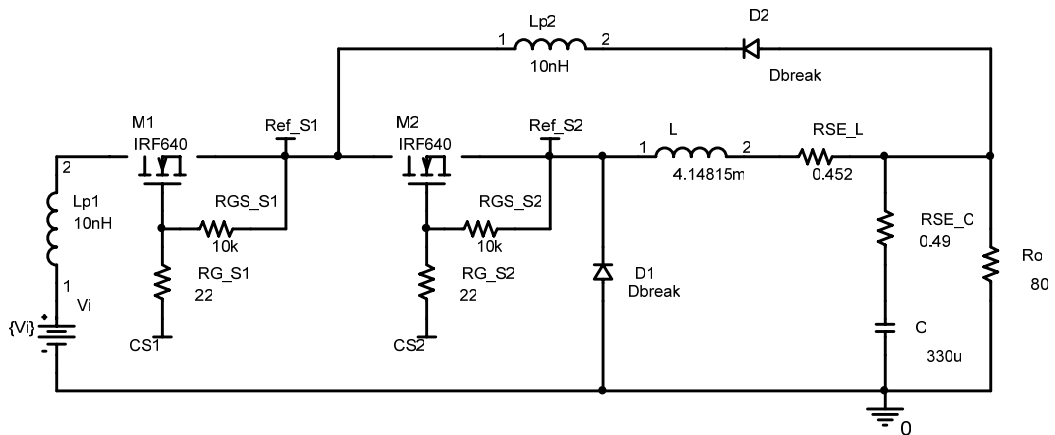 D2
Lp2
1
2
10nH
Dbreak
M1
IRF640
Ref_S1
M2
IRF640
Ref_S2
L
1
2
4.14815m
RSE_L
0.452
2
Lp1
10nH
1
RGS_S1
10k
RG_S1
22
CS1
RGS_S2
10k
RG_S2
22
CS2
D1
Dbreak
RSE_C
0.49
Ro
80
Vi
{Vi}
+
-
C
330u
0